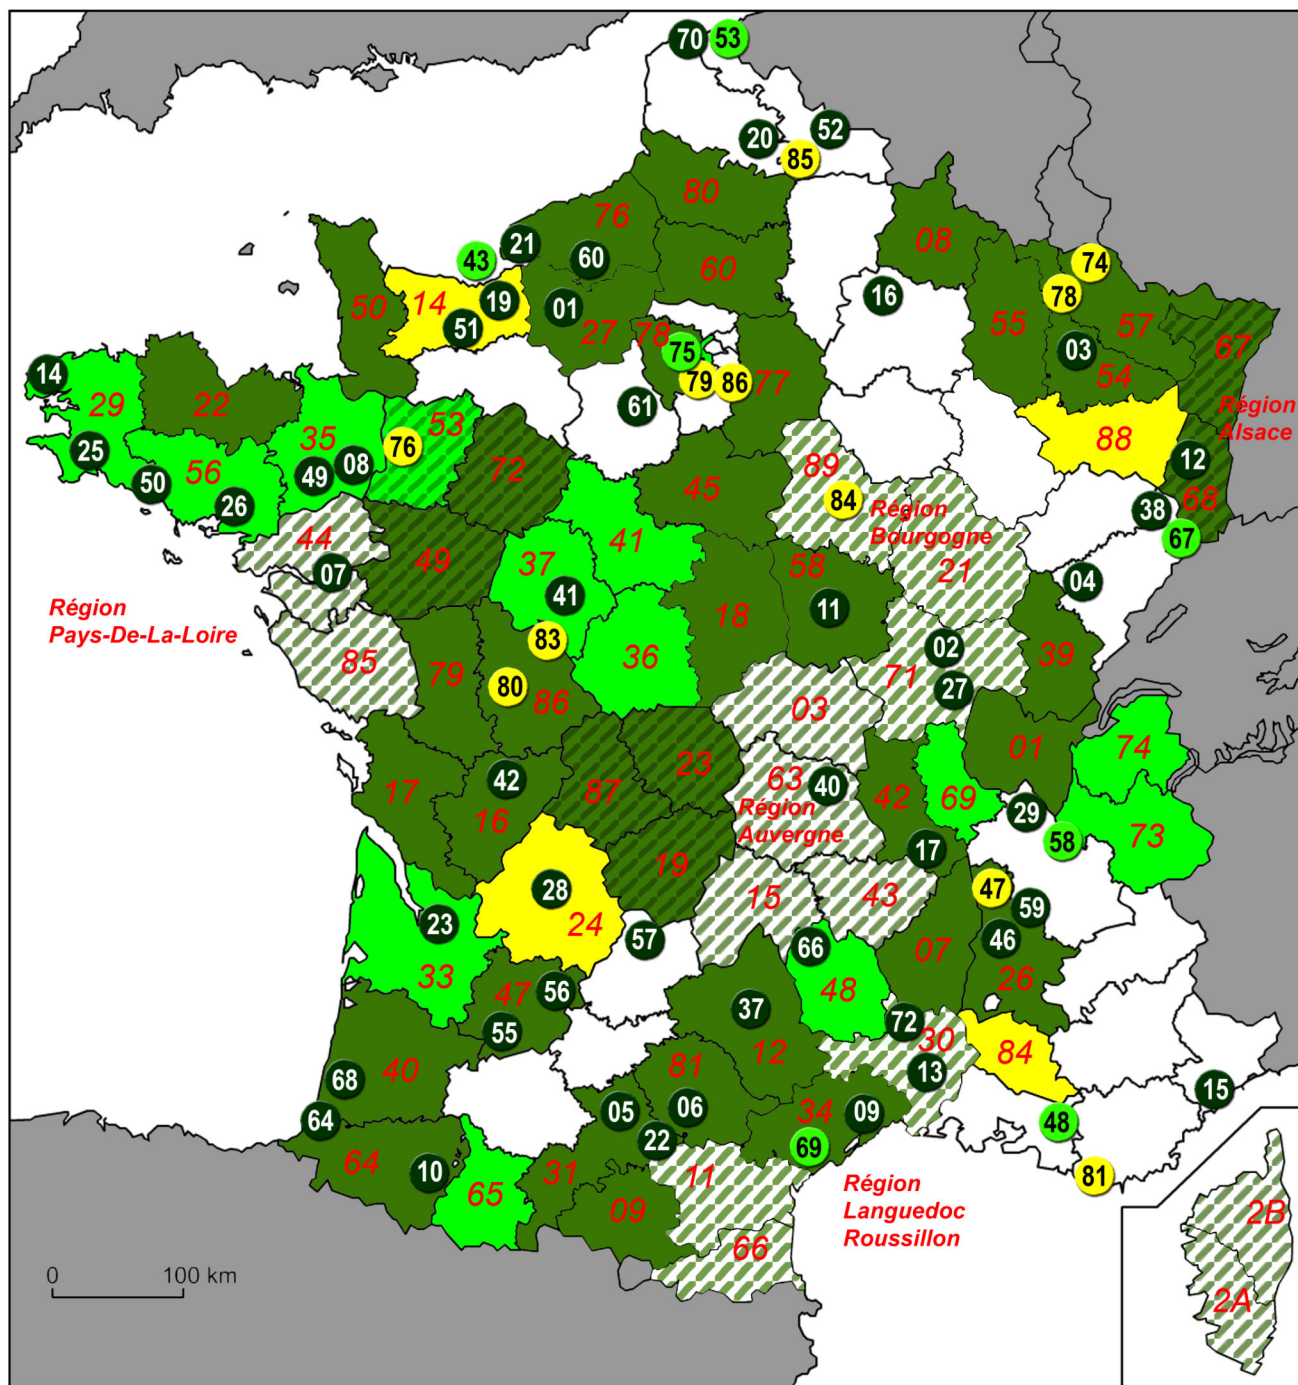 70 53
20 52
85
80
76
08
21
43 60 60 74
50 14 19 01 16 78
51 27 78 55 57 67
75 03
14 79 86 77 54
29 22 61 Région
35 76 53 88 Alsace
25 56 08 72 89 12
50 49 45 84 68
26 Région 38
44 41 Bourgogne 67
07 49 37 58 21
Région 41 11 04
Pays-De-La-Loire 18
85 83 36 02 39
79 80 86 71 27
03
01 74
17 42 87 23 63 40 42 69
16 Région 29
Auvergne 58 73
19 17
28 15 43 47
23 24 57 59
66 46
33 07 26
47 56 48
37 72
55 30
12 84
68 40 81 13 15
05 06 34 09
64 22 48
64 69
10 31 11 81
65 Région
09 Languedoc
66 Roussillon
2B
2A
0 100 km